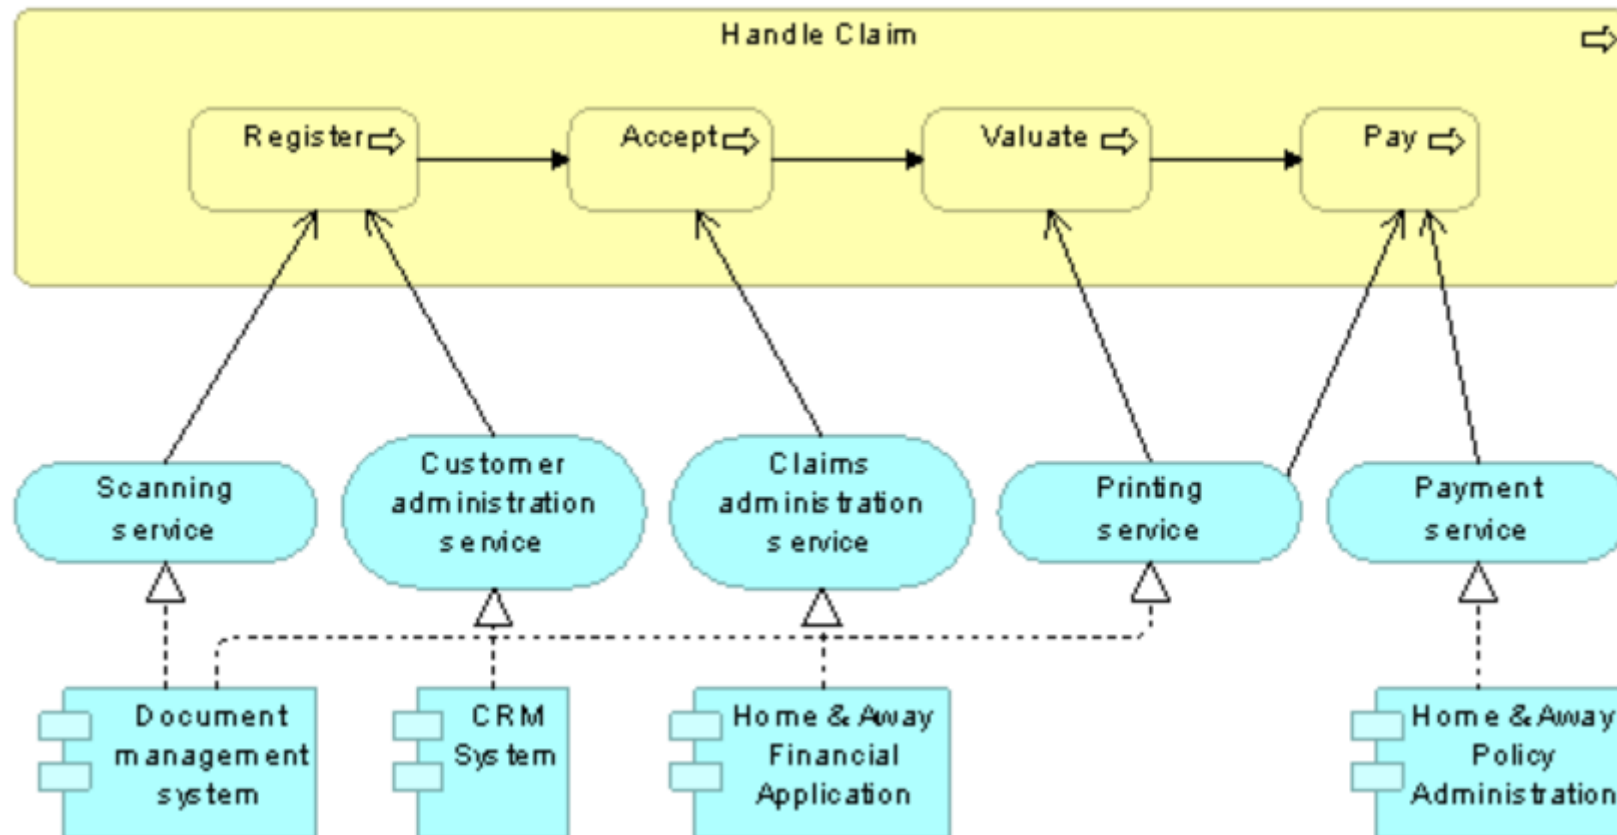 Handle Claim
Register
Accept
Valuate
Pay
Scanning
service
Customer
administration
service
Claims
administration
service
Printing
service
Payment
service
Document
management
system
CRM
System
Home & Away
Financial
Application
Home & Away
Policy
Administration